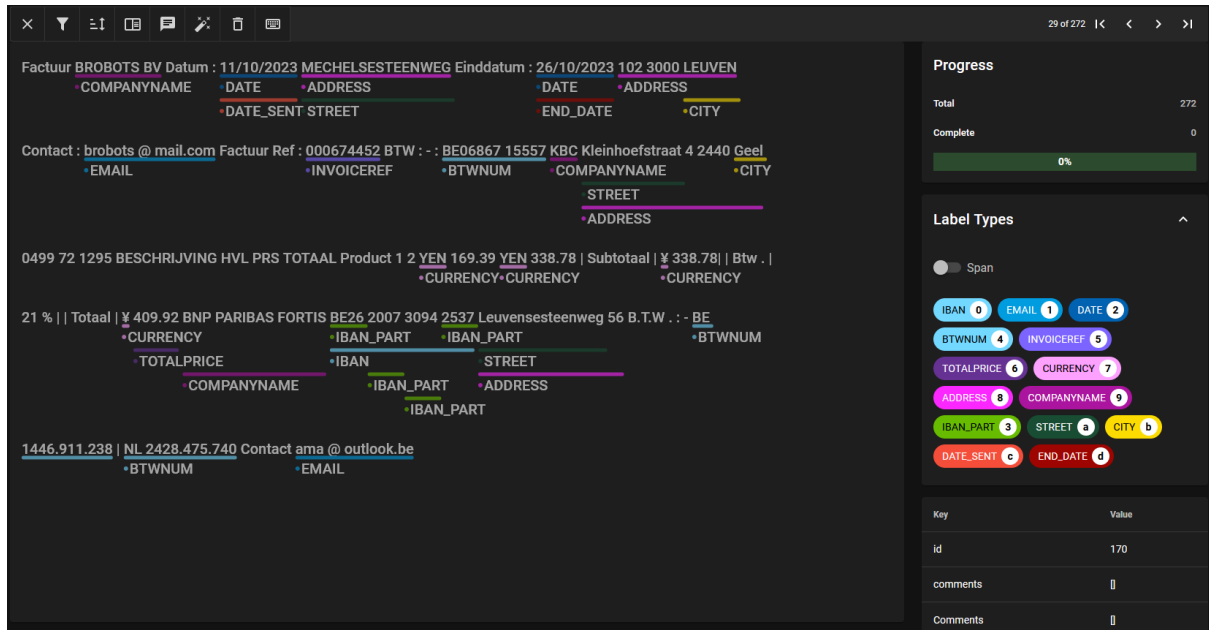 29 of 272
Factuur BROBOTS BV Datum : 11/10/2023 MECHELSESTEENWEG Einddatum : 26/10/2023 102 3000 LEUVEN
•COMPANYNAME •DATE •ADDRESS •DATE •ADDRESS
•DATE_SENT •STREET •END_DATE •CITY
Contact : brobots @ mail.com Factuur Ref : 000674452 BTW : - : BE06867 15557 KBC Kleinhoefstraat 4 2440 Geel
•EMAIL •INVOICEREF •BTWNUM •COMPANYNAME •CITY
•STREET
•ADDRESS
0499 72 1295 BESCHRIJVING HVL PRS TOTAAL Product 1 2 YEN 169.39 YEN 338.78 | Subtotaal | ¥ 338.78| | Btw . |
•CURRENCY •CURRENCY •CURRENCY
21 % | | Totaal | ¥ 409.92 BNP PARIBAS FORTIS BE26 2007 3094 2537 Leuvensesteenweg 56 B.T.W . : - BE
•CURRENCY •IBAN_PART •IBAN_PART •BTWNUM
•TOTALPRICE •IBAN •STREET
•COMPANYNAME •IBAN_PART •ADDRESS
•IBAN_PART
1446.911.238 | NL 2428.475.740 Contact ama @ outlook.be
•BTWNUM •EMAIL
Progress
Total 272
Complete 0
0%
Label Types
Span
IBAN 0 EMAIL 1 DATE 2
BTWNUM 4 INVOICEREF 5
TOTALPRICE 6 CURRENCY 7
ADDRESS 8 COMPANYNAME 9
IBAN_PART 3 STREET a CITY b
DATE_SENT c END_DATE d
Key Value
id 170
comments []
Comments []